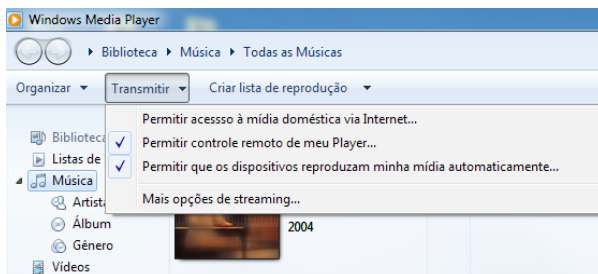 Windows Media Player
Biblioteca Música Todas as Músicas
Organizar Transmitir Criar lista de reprodução
Permitir acessso à mídia doméstica via Internet...
Biblioteca
Permitir controle remoto de meu Player...
Listas de
Permitir que os dispositivos reproduzam minha mídia automaticamente...
Música
Mais opções de streaming...
Artista
Álbum
2004
Gênero
Vídeos